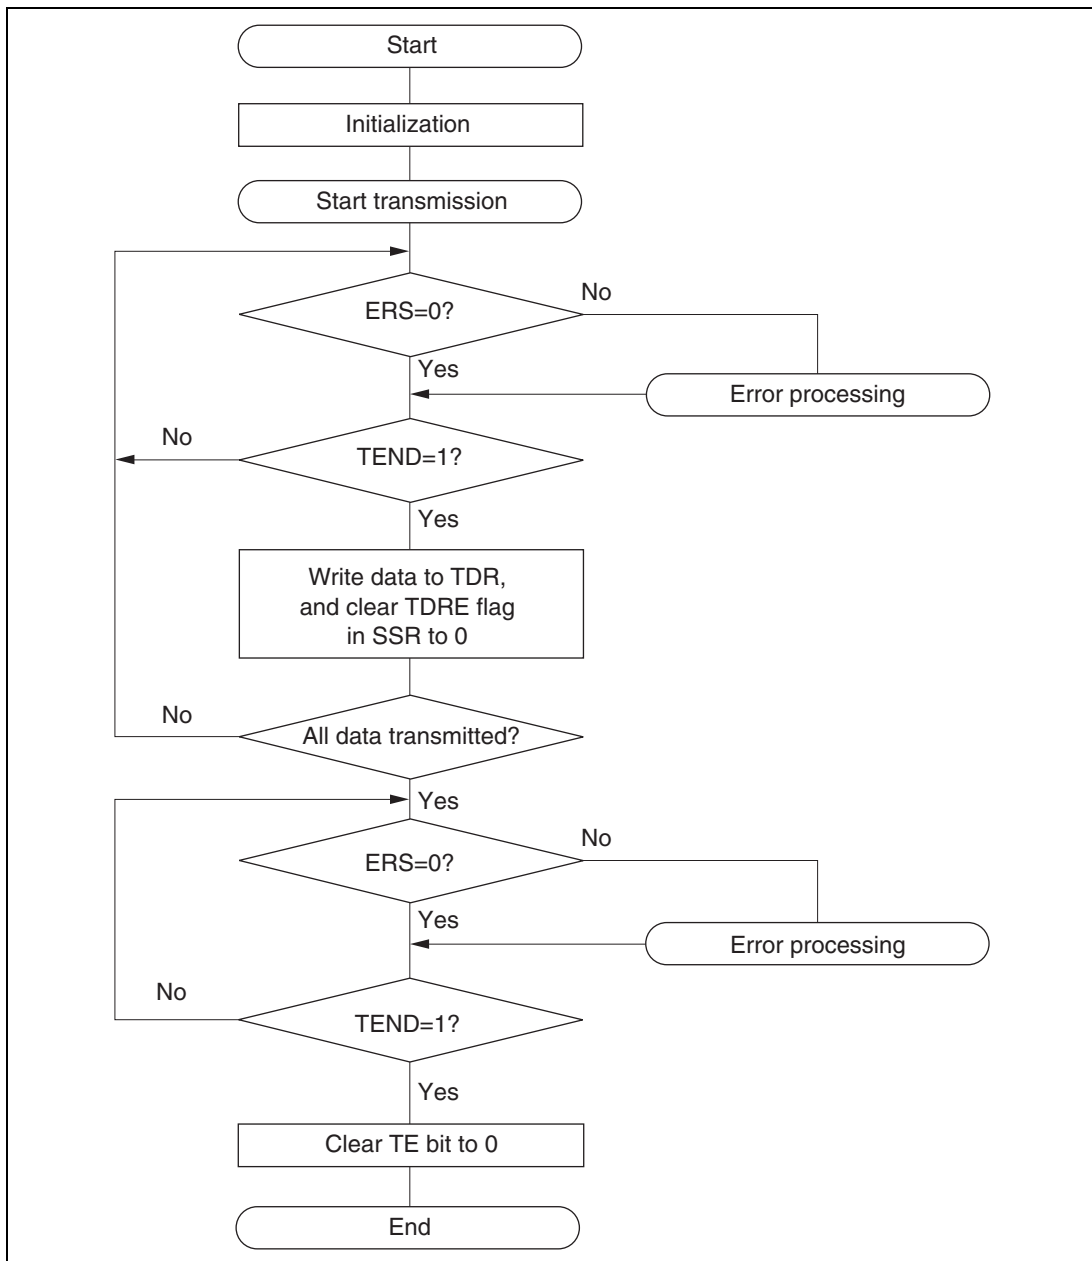 Start
Initialization
Start transmission
ERS=0?
No
Yes
Error processing
No
TEND=1?
Yes
Write data to TDR,
and clear TDRE flag
in SSR to 0
No
All data transmitted?
Yes
ERS=0?
No
Yes
Error processing
No
TEND=1?
Yes
Clear TE bit to 0
End